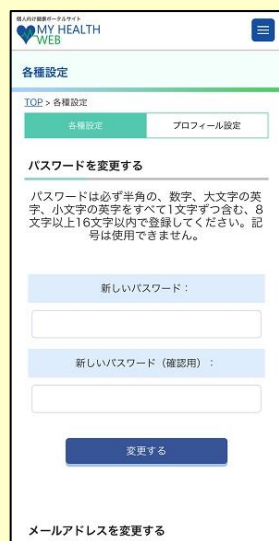 個人向け健康ポータルサイト
MY HEALTH
WEB
各種設定
TOP > 各種設定
各種設定
プロフィール設定
パスワードを変更する
パスワードは必ず半角の、数字、大文字の英
字、小文字の英字をすべて1文字ずつ含む、8
文字以上16文字以内で登録してください。記
号は使用できません。
新しいパスワード：
新しいパスワード（確認用）：
変更する
メールアドレスを変更する